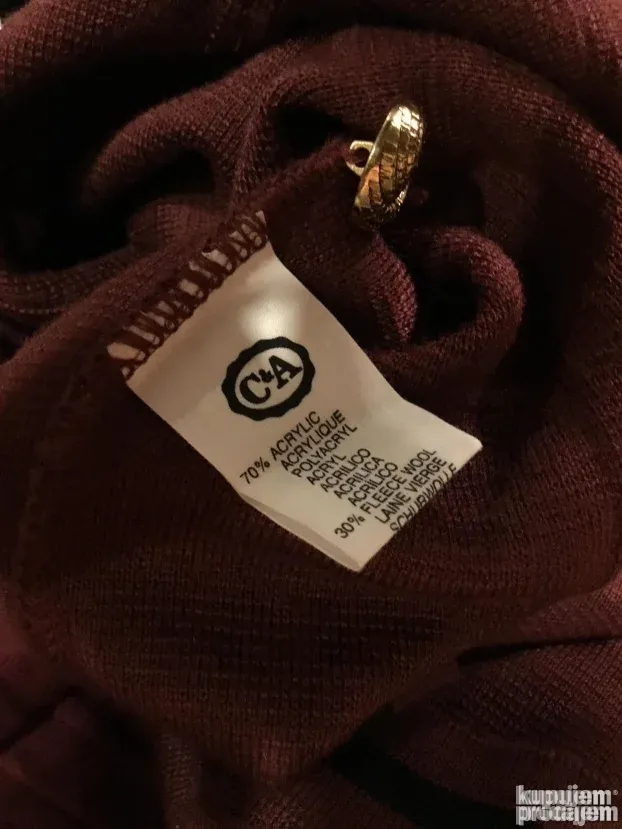 C&A
70% ACRYLIC
ACRYLIQUE
POLYACRYL
ACRYL
ACRILICO
ACRILICA
ACRILICO
30% FLEECE WOOL
LAINE VIERGE
SCHURWOLLE
kupujem
prodajem